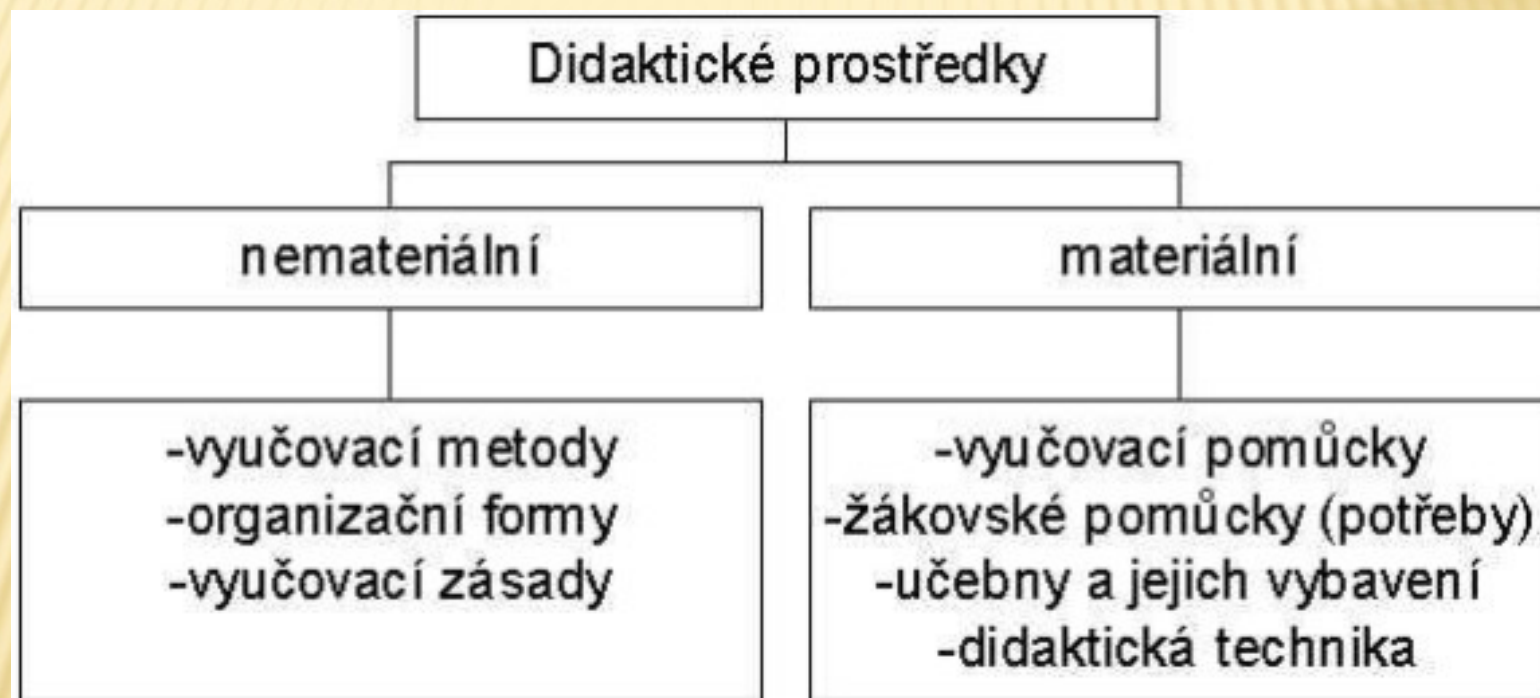 Didaktické prostředky
nemateriální
materiální
-vyučovací metody
-organizační formy
-vyučovací zásady
-vyučovací pomůcky
-žákovské pomůcky (potřeby)
-učebny a jejich vybavení
-didaktická technika